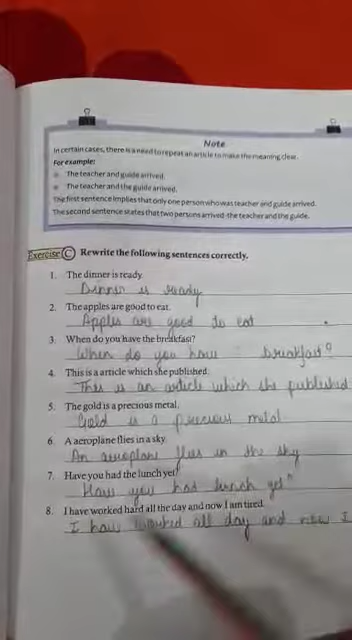 Note
In certain cases, there is a need to repeat an article to make the meaning clear.
For example:
The teacher and guide arrived.
The teacher and the guide arrived.
The first sentence implies that only one person who was teacher and guide arrived.
The second sentence states that two persons arrived-the teacher and the guide.
Exercise C Rewrite the following sentences correctly.
1. The dinner is ready.
Dinner is ready
2. The apples are good to eat.
Apples are good to eat.
3. When do you have the breakfast?
When do you have breakfast?
4. This is a article which she published.
This is an article which she published
5. The gold is a precious metal.
Gold is a precious metal
6. A aeroplane flies in a sky.
An aeroplane flies in the sky
7. Have you had the lunch yet?
Have you had lunch yet?
8. I have worked hard all the day and now I am tired.
I have worked all day and now I